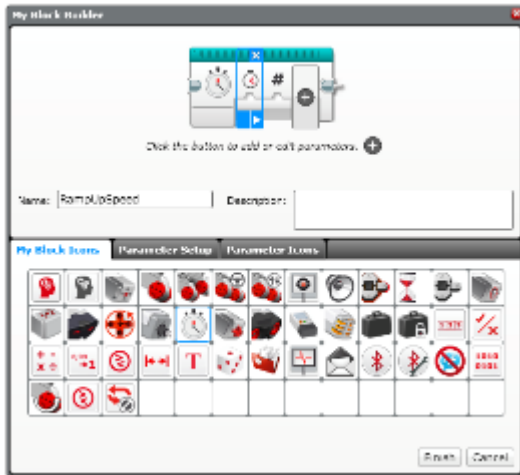 My Block Builder
#
Click the button to add or edit parameters.
Name: RampUpSpeed Description:
My Block Icons Parameter Setup Parameter Icons
T
Finish Cancel